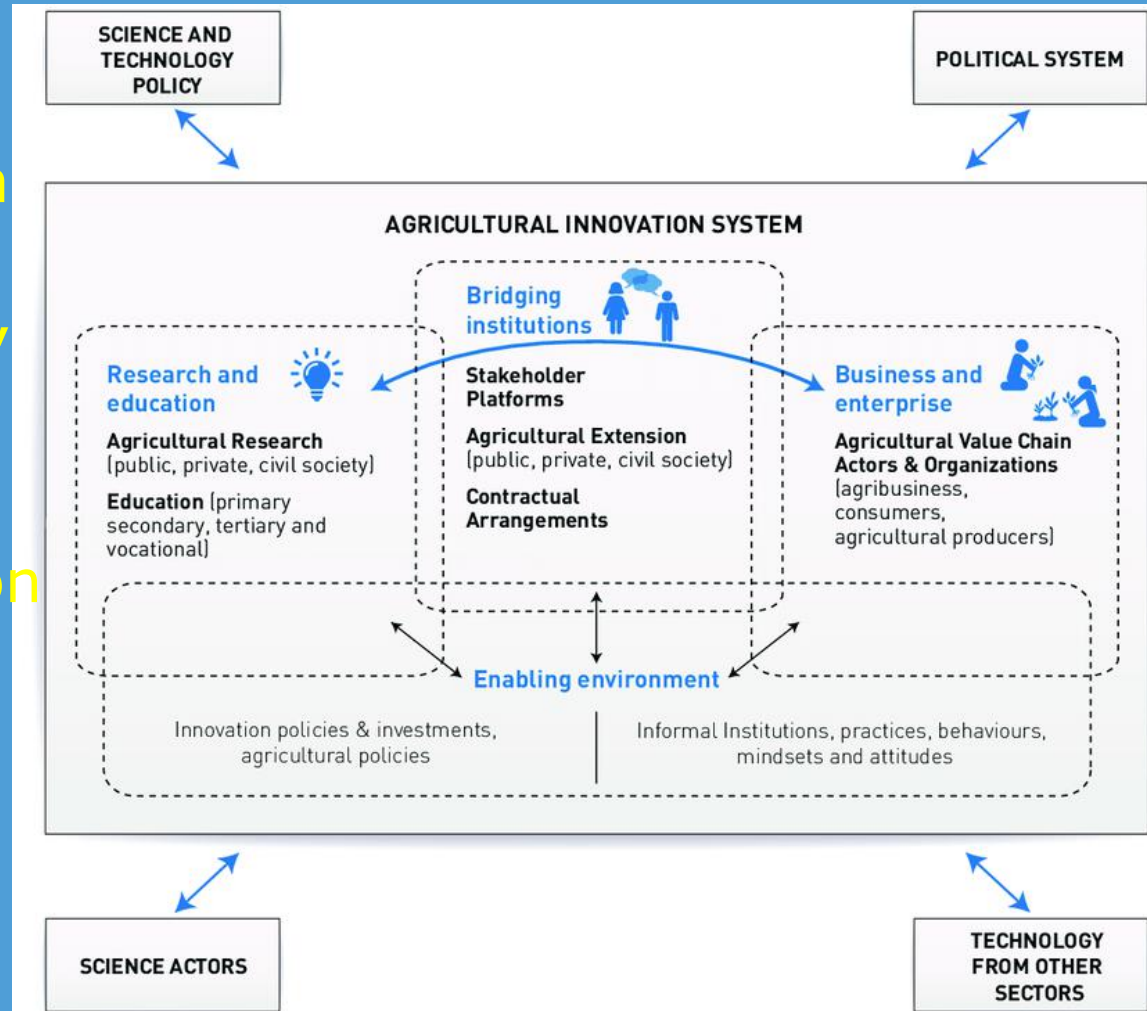 SCIENCE AND
TECHNOLOGY
POLICY
POLITICAL SYSTEM
AGRICULTURAL INNOVATION SYSTEM
Bridging
institutions
Research and
education
Agricultural Research
(public, private, civil society)
Education (primary
secondary, tertiary and
vocational)
Stakeholder
Platforms
Agricultural Extension
(public, private, civil society)
Contractual
Arrangements
Business and
enterprise
Agricultural Value Chain
Actors & Organizations
(agribusiness,
consumers,
agricultural producers)
Enabling environment
Innovation policies & investments,
agricultural policies
Informal Institutions, practices, behaviours,
mindsets and attitudes
SCIENCE ACTORS
TECHNOLOGY
FROM OTHER
SECTORS